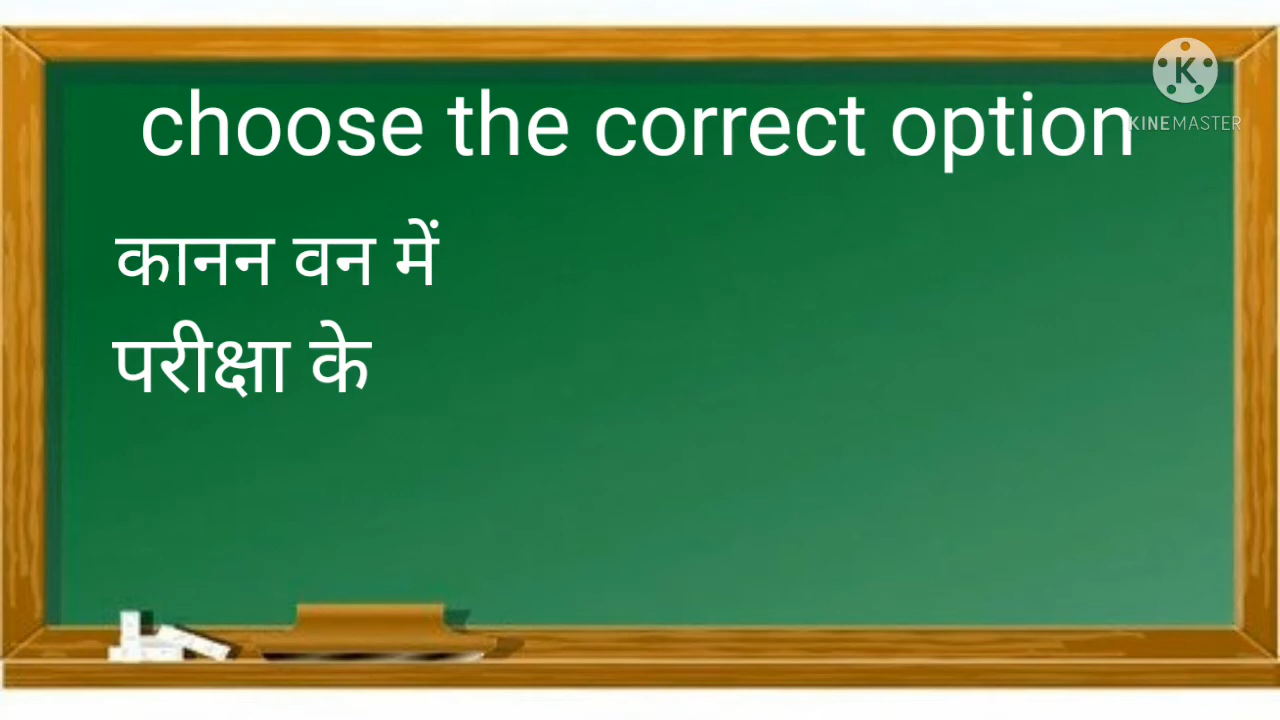 choose the correct option
KINEMASTER
कानन वन में
परीक्षा के